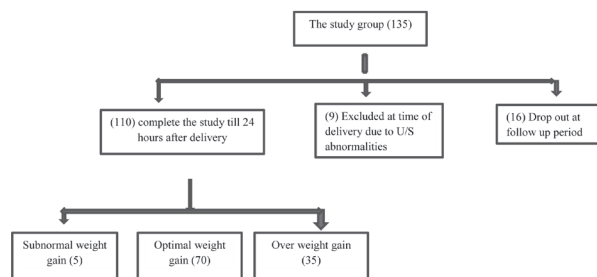 The study group (135)
(110) complete the study till 24
hours after delivery
(9) Excluded at time of
delivery due to U/S
abnormalities
(16) Drop out at
follow up period
Subnormal weight
gain (5)
Optimal weight
gain (70)
Over weight gain
(35)